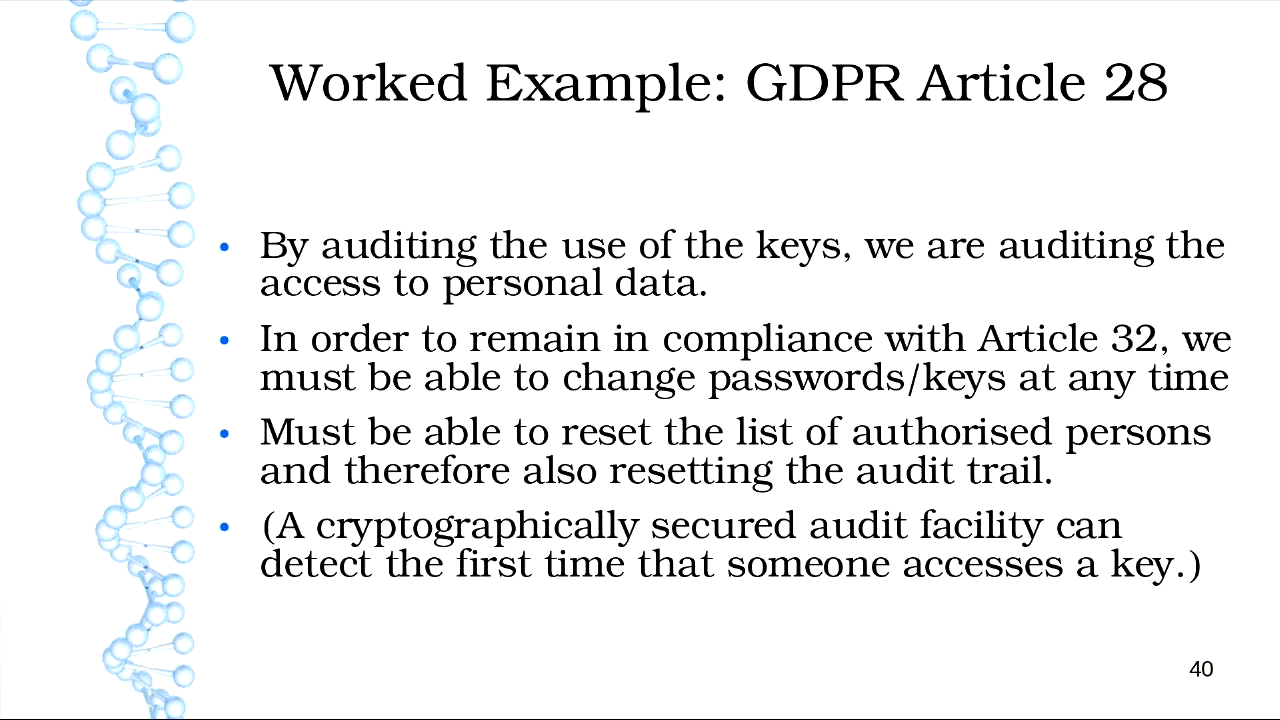 Worked Example: GDPR Article 28
• By auditing the use of the keys, we are auditing the
access to personal data.
• In order to remain in compliance with Article 32, we
must be able to change passwords/keys at any time
• Must be able to reset the list of authorised persons
and therefore also resetting the audit trail.
• (A cryptographically secured audit facility can
detect the first time that someone accesses a key.)
40